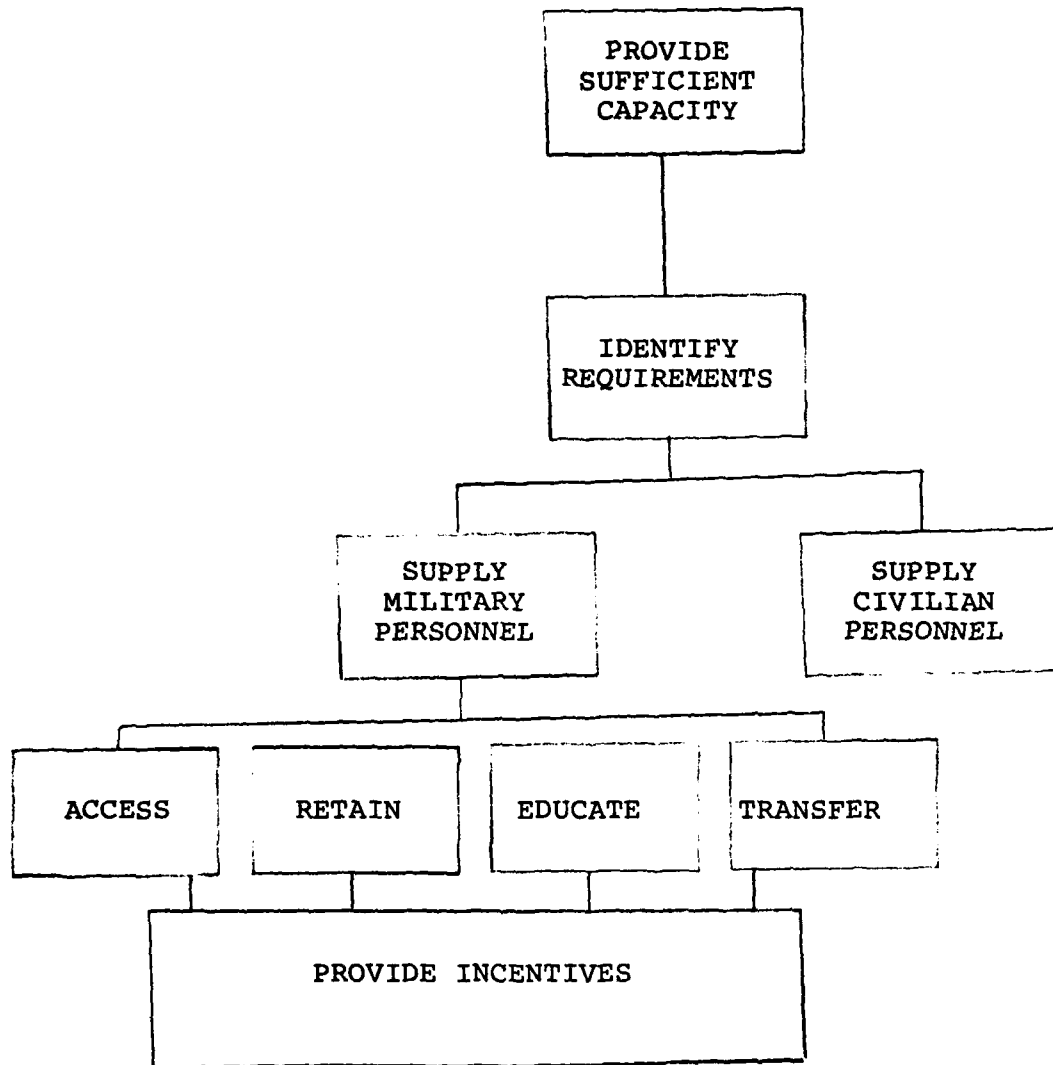 PROVIDE
SUFFICIENT
CAPACITY
IDENTIFY
REQUIREMENTS
SUPPLY
MILITARY
PERSONNEL
SUPPLY
CIVILIAN
PERSONNEL
ACCESS
RETAIN
EDUCATE
TRANSFER
PROVIDE INCENTIVES